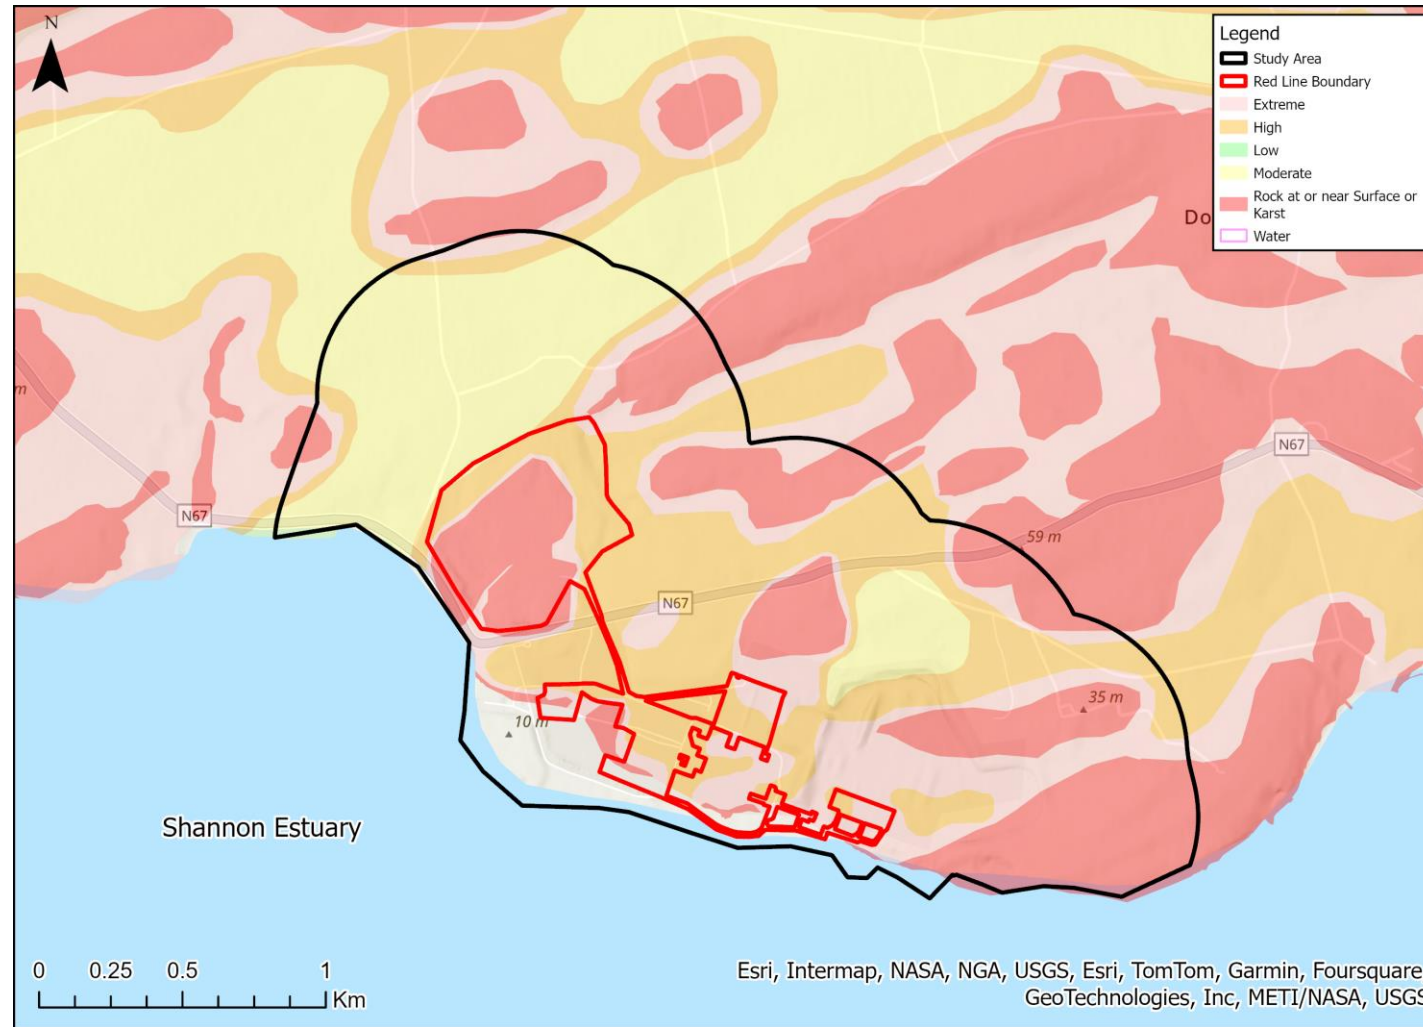 N
Legend
Study Area
Red Line Boundary
Extreme
High
Low
Moderate
Rock at or near Surface or
Karst
Water
Do
m
N67
N67
59 m
N67
35 m
10 m
Shannon Estuary
0 0.25 0.5 1
Km
Esri, Intermap, NASA, NGA, USGS, Esri, TomTom, Garmin, Foursquare,
GeoTechnologies, Inc, METI/NASA, USGS